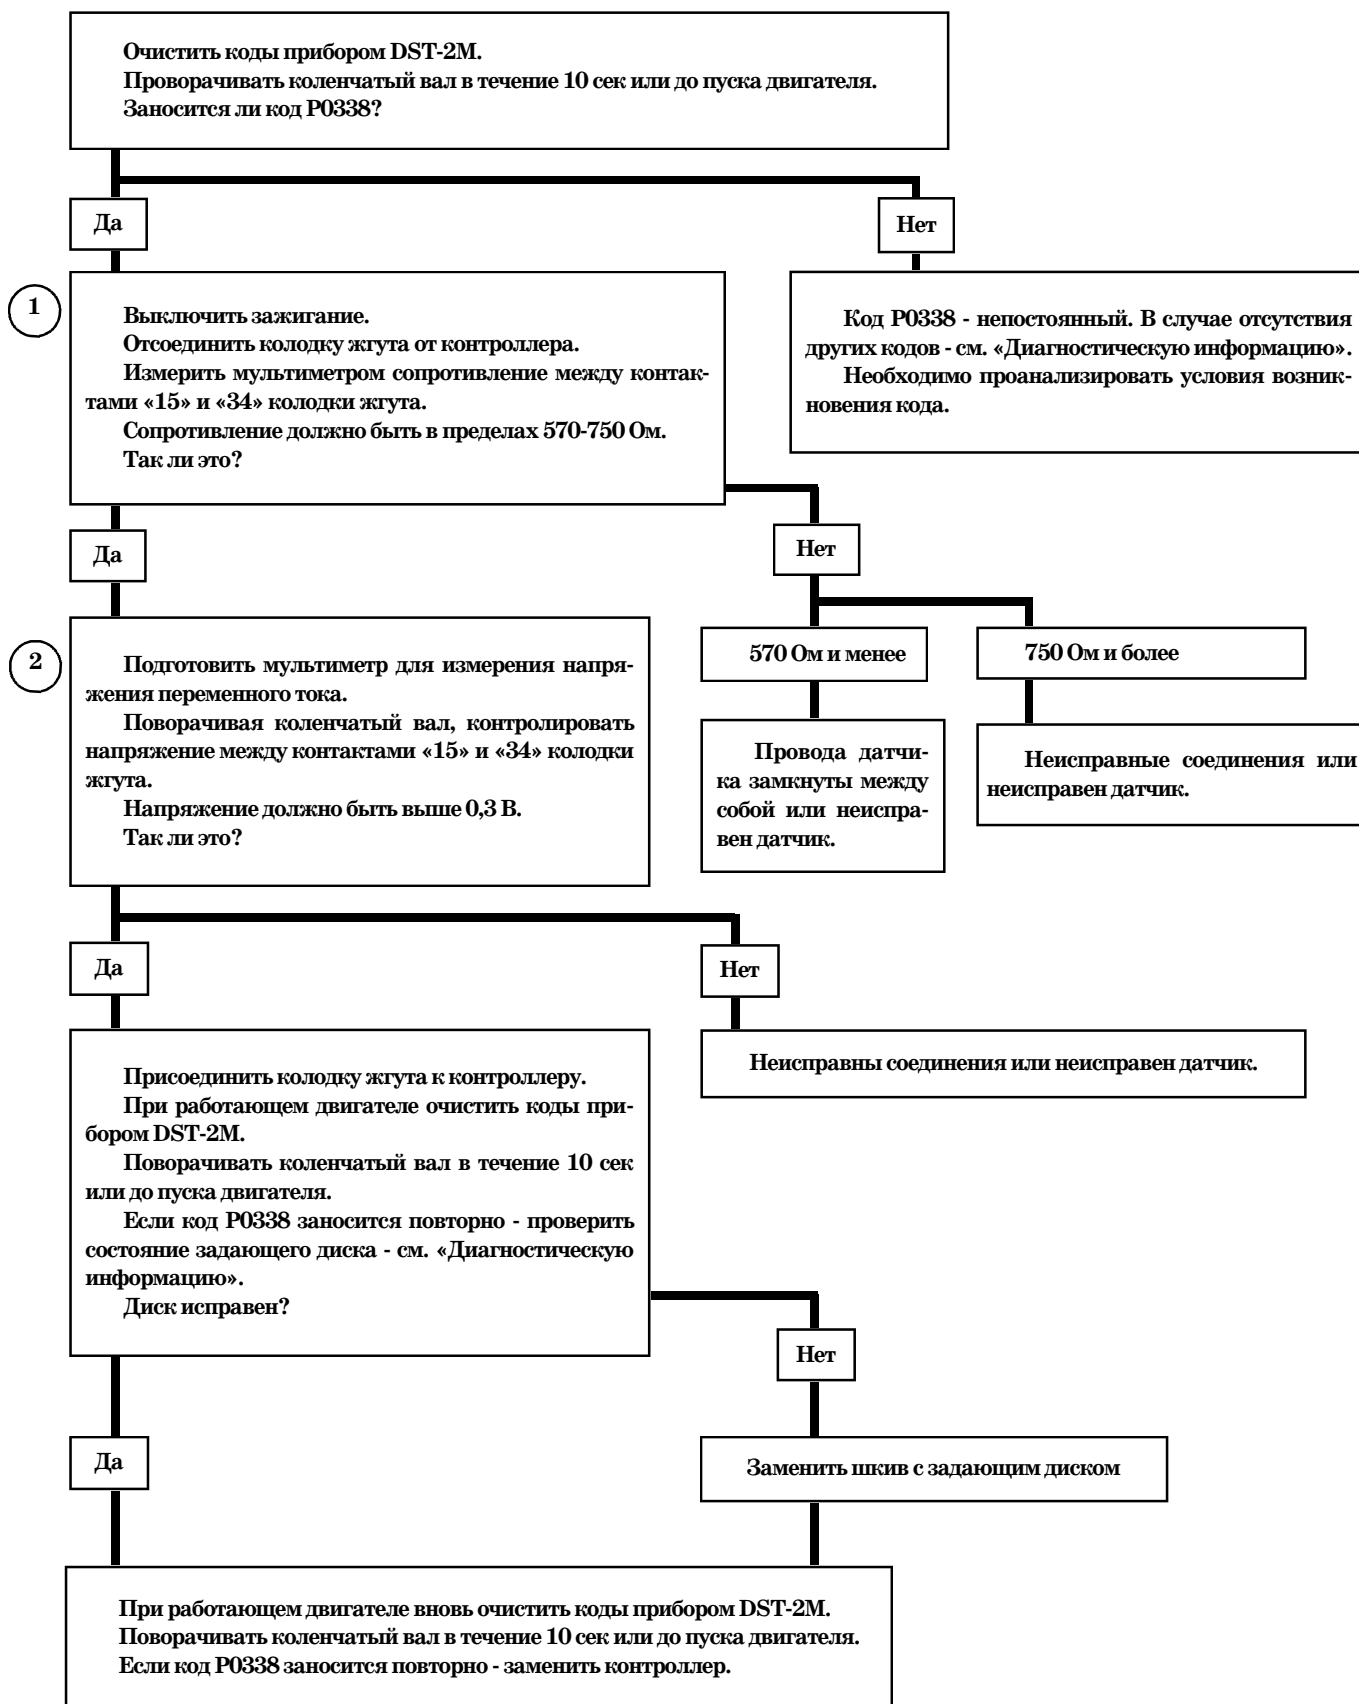 Очистить коды прибором DST-2M.
Проворачивать коленчатый вал в течение 10 сек или до пуска двигателя.
Заносится ли код P0338?
Да
Нет
1
Выключить зажигание.
Отсоединить колодку жгута от контроллера.
Измерить мультиметром сопротивление между контак-
тами «15» и «34» колодки жгута.
Сопротивление должно быть в пределах 570-750 Ом.
Так ли это?
Код P0338 - непостоянный. В случае отсутствия
других кодов - см. «Диагностическую информацию».
Необходимо проанализировать условия возник-
новения кода.
Да
Нет
2
Подготовить мультиметр для измерения напря-
жения переменного тока.
Поворачивая коленчатый вал, контролировать
напряжение между контактами «15» и «34» колодки
жгута.
Напряжение должно быть выше 0,3 В.
Так ли это?
570 Ом и менее
750 Ом и более
Провода датчи-
ка замкнуты между
собой или неиспра-
вен датчик.
Неисправные соединения или
неисправен датчик.
Да
Нет
Присоединить колодку жгута к контроллеру.
При работающем двигателе очистить коды при-
бором DST-2M.
Поворачивать коленчатый вал в течение 10 сек
или до пуска двигателя.
Если код P0338 заносится повторно - проверить
состояние задающего диска - см. «Диагностическую
информацию».
Диск исправен?
Неисправны соединения или неисправен датчик.
Нет
Да
Заменить шкив с задающим диском
При работающем двигателе вновь очистить коды прибором DST-2M.
Поворачивать коленчатый вал в течение 10 сек или до пуска двигателя.
Если код P0338 заносится повторно - заменить контроллер.